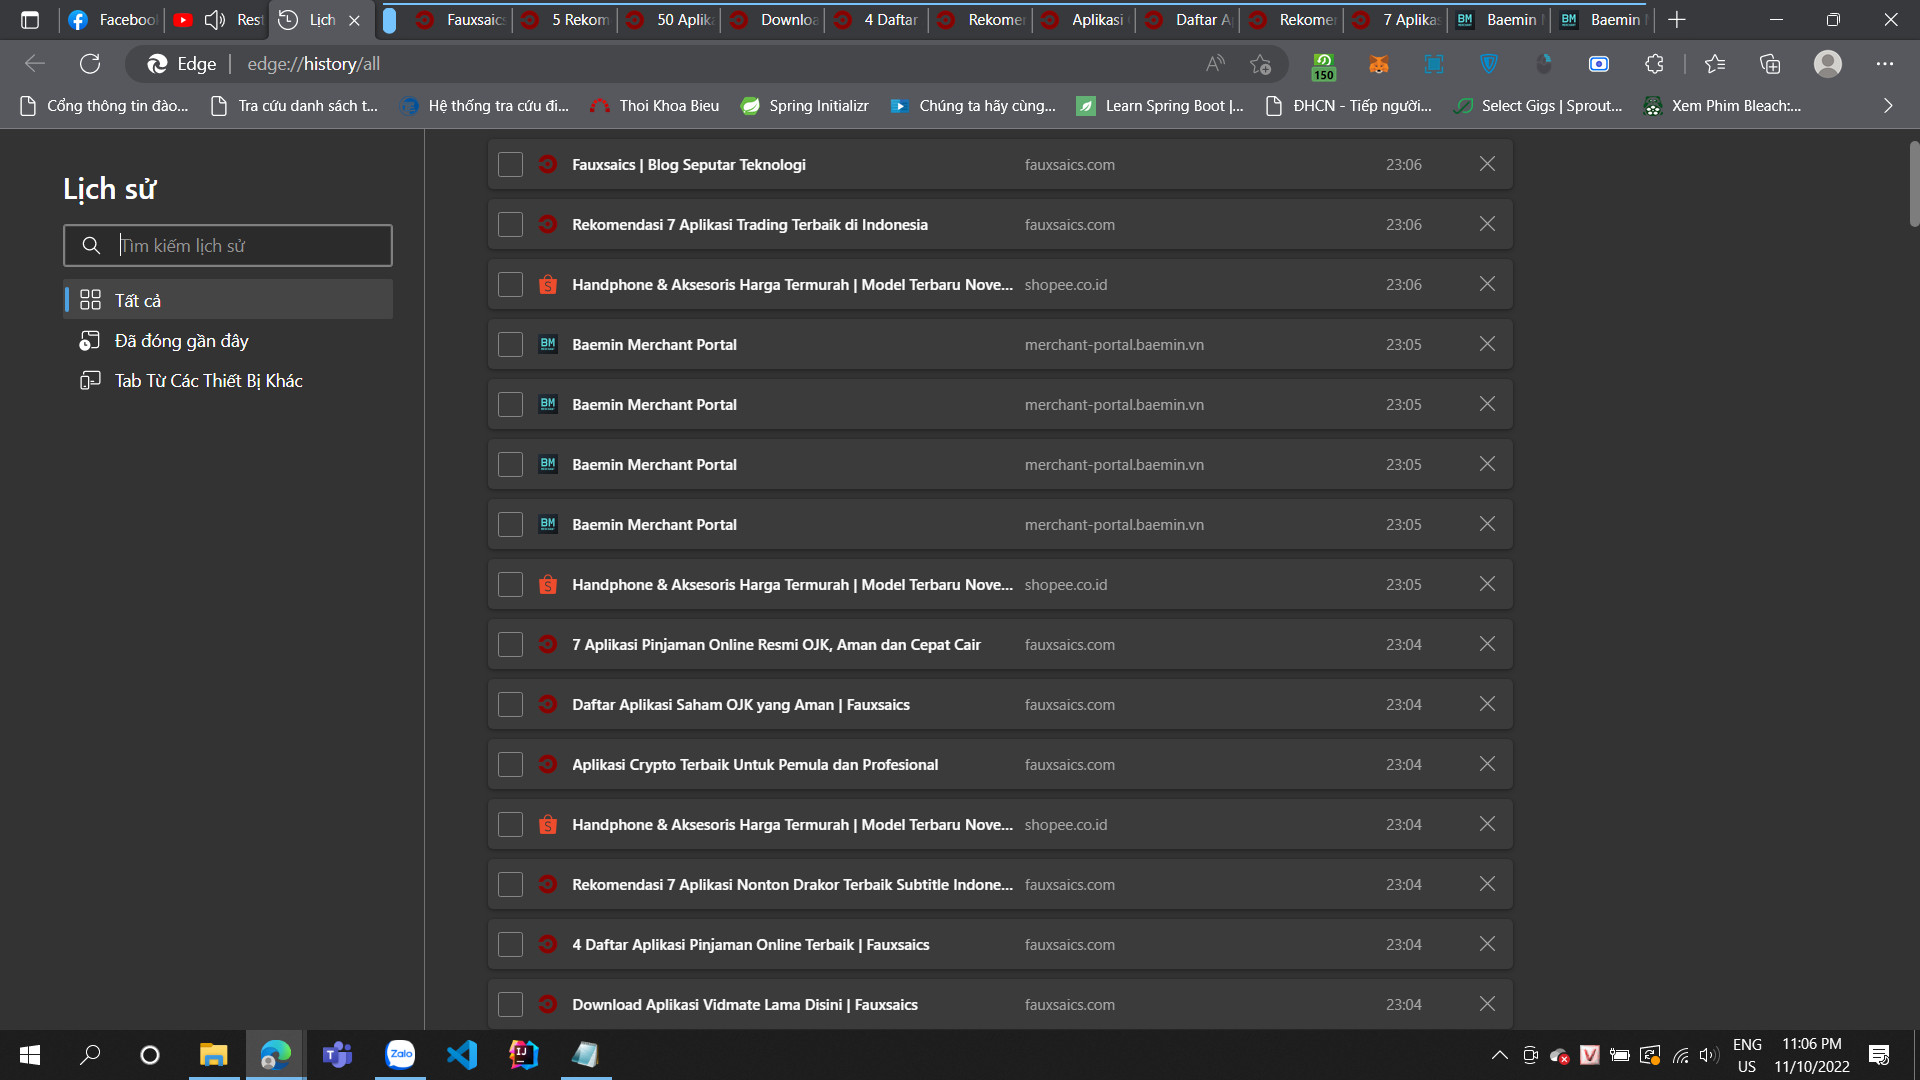 Facebool
Rest
Lịch
Fauxsaics
5 Rekom
50 Aplika
Downloa
4 Daftar
Rekomer
Aplikasi
Daftar A
Rekomer
7 Aplikas
Baemin
Baemin
Edge
edge://history/all
150
Cổng thông tin đào...
Tra cứu danh sách t...
Hệ thống tra cứu đi...
Thoi Khoa Bieu
Spring Initializr
Chúng ta hãy cùng...
Learn Spring Boot |...
ĐHCN - Tiếp người...
Select Gigs | Sprout...
Xem Phim Bleach:...
Lịch sử
Tìm kiếm lịch sử
Tất cả
Đã đóng gần đây
Tab Từ Các Thiết Bị Khác
Fauxsaics | Blog Seputar Teknologi fauxsaics.com 23:06
Rekomendasi 7 Aplikasi Trading Terbaik di Indonesia fauxsaics.com 23:06
Handphone & Aksesoris Harga Termurah | Model Terbaru Nove... shopee.co.id 23:06
BM Baemin Merchant Portal merchant-portal.baemin.vn 23:05
BM Baemin Merchant Portal merchant-portal.baemin.vn 23:05
BM Baemin Merchant Portal merchant-portal.baemin.vn 23:05
BM Baemin Merchant Portal merchant-portal.baemin.vn 23:05
Handphone & Aksesoris Harga Termurah | Model Terbaru Nove... shopee.co.id 23:05
7 Aplikasi Pinjaman Online Resmi OJK, Aman dan Cepat Cair fauxsaics.com 23:04
Daftar Aplikasi Saham OJK yang Aman | Fauxsaics fauxsaics.com 23:04
Aplikasi Crypto Terbaik Untuk Pemula dan Profesional fauxsaics.com 23:04
Handphone & Aksesoris Harga Termurah | Model Terbaru Nove... shopee.co.id 23:04
Rekomendasi 7 Aplikasi Nonton Drakor Terbaik Subtitle Indone... fauxsaics.com 23:04
4 Daftar Aplikasi Pinjaman Online Terbaik | Fauxsaics fauxsaics.com 23:04
Download Aplikasi Vidmate Lama Disini | Fauxsaics fauxsaics.com 23:04
Zalo
ENG
US
11:06 PM
11/10/2022